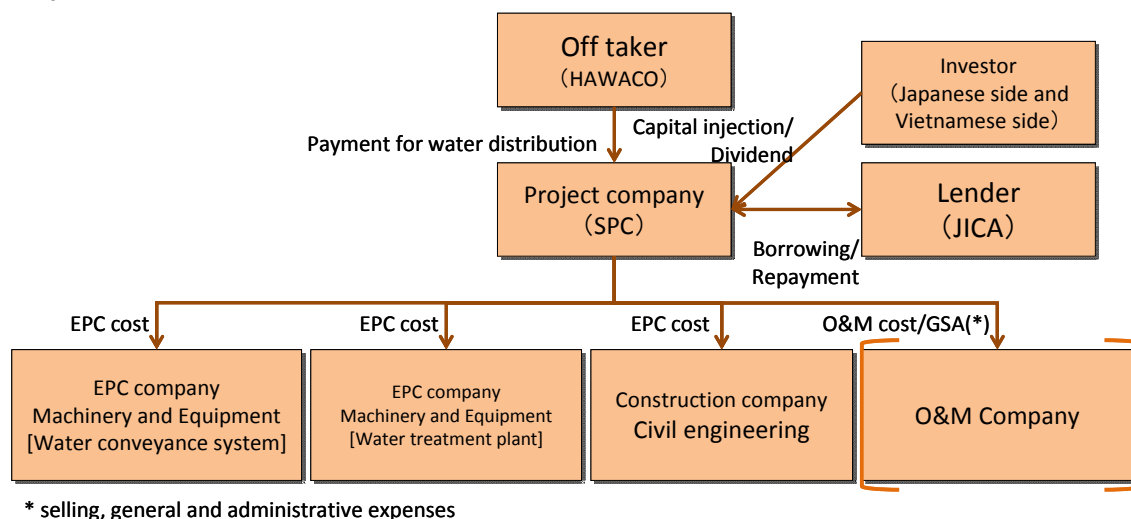 Off taker
（HAWACO）
Investor
（Japanese side and
Vietnamese side）
Payment for water distribution
Capital injection/
Dividend
Project company
（SPC）
Lender
（JICA）
Borrowing/
Repayment
EPC cost
EPC cost
EPC cost
O&M cost/GSA(*)
EPC company
Machinery and Equipment
[Water conveyance system]
EPC company
Machinery and Equipment
[Water treatment plant]
Construction company
Civil engineering
O&M Company
* selling, general and administrative expenses